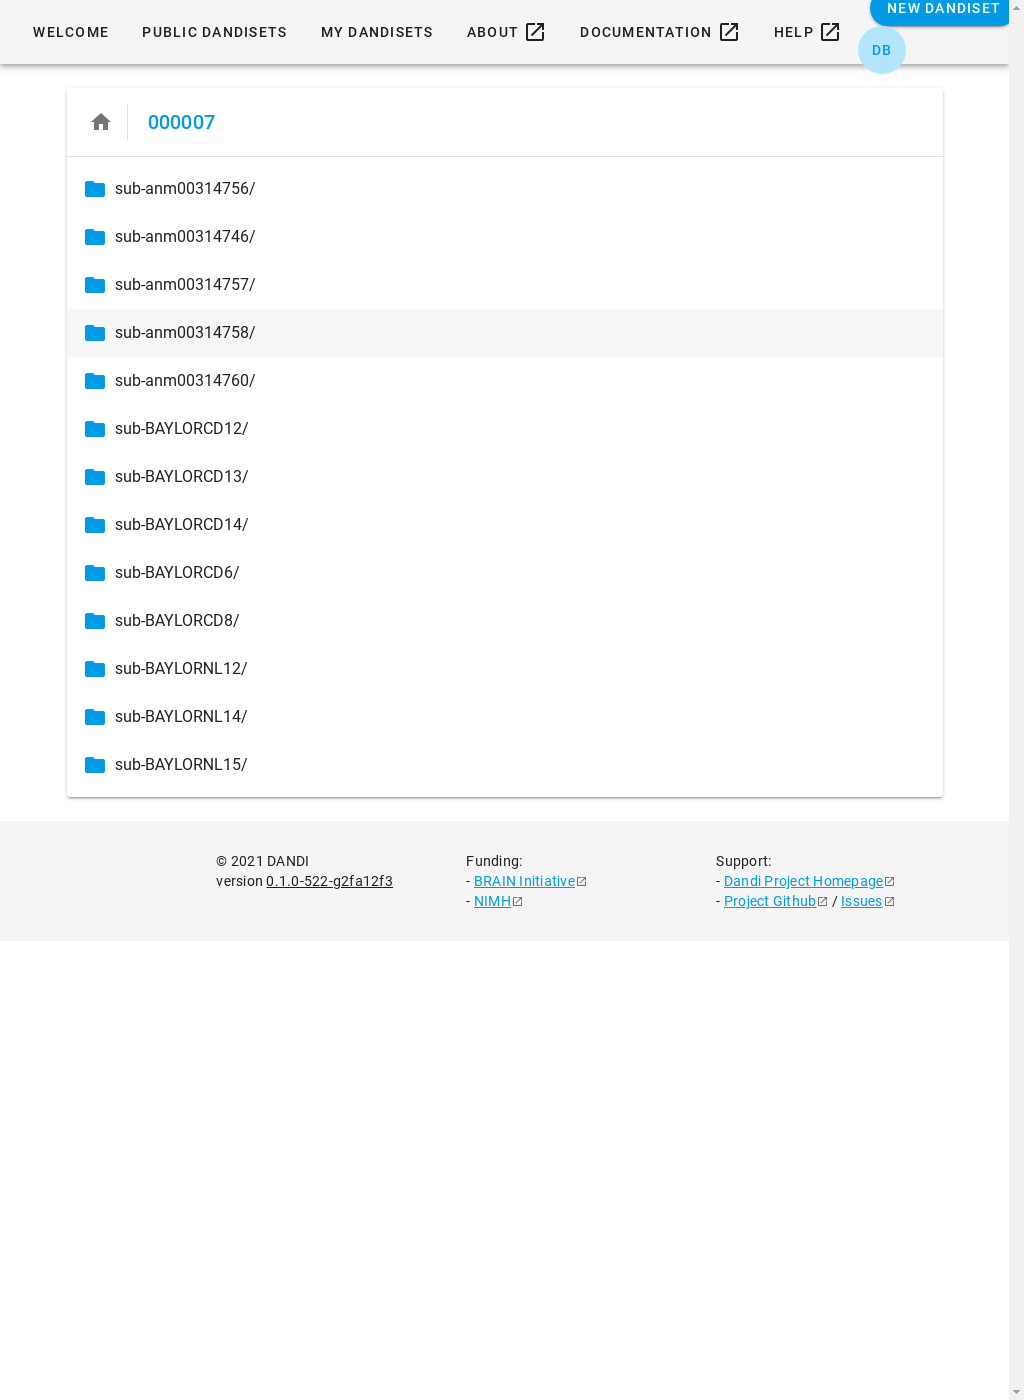 WELCOME PUBLIC DANDISETS MY DANDISETS ABOUT DOCUMENTATION HELP NEW DANDISET
DB
000007
sub-anm00314756/
sub-anm00314746/
sub-anm00314757/
sub-anm00314758/
sub-anm00314760/
sub-BAYLORCD12/
sub-BAYLORCD13/
sub-BAYLORCD14/
sub-BAYLORCD6/
sub-BAYLORCD8/
sub-BAYLORNL12/
sub-BAYLORNL14/
sub-BAYLORNL15/
© 2021 DANDI
version 0.1.0-522-g2fa12f3
Funding:
- BRAIN Initiative
- NIMH
Support:
- Dandi Project Homepage
- Project Github / Issues